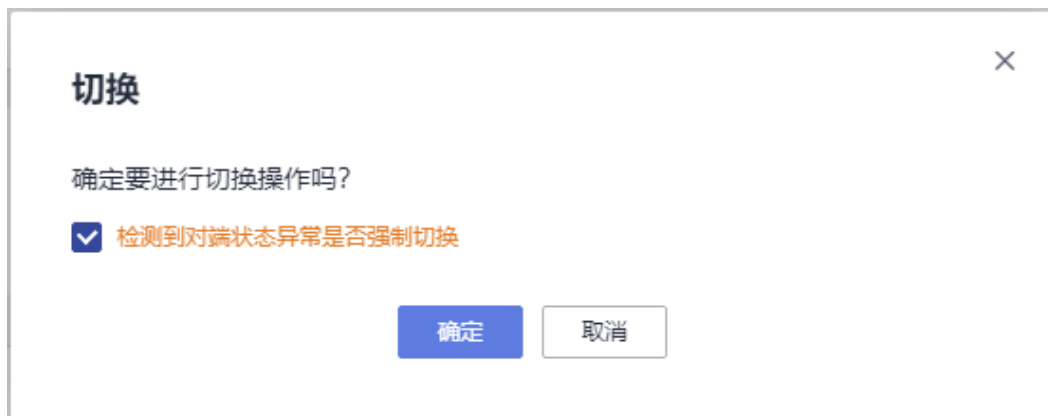 切换
确定要进行切换操作吗?
检测到对端状态异常是否强制切换
确定
取消